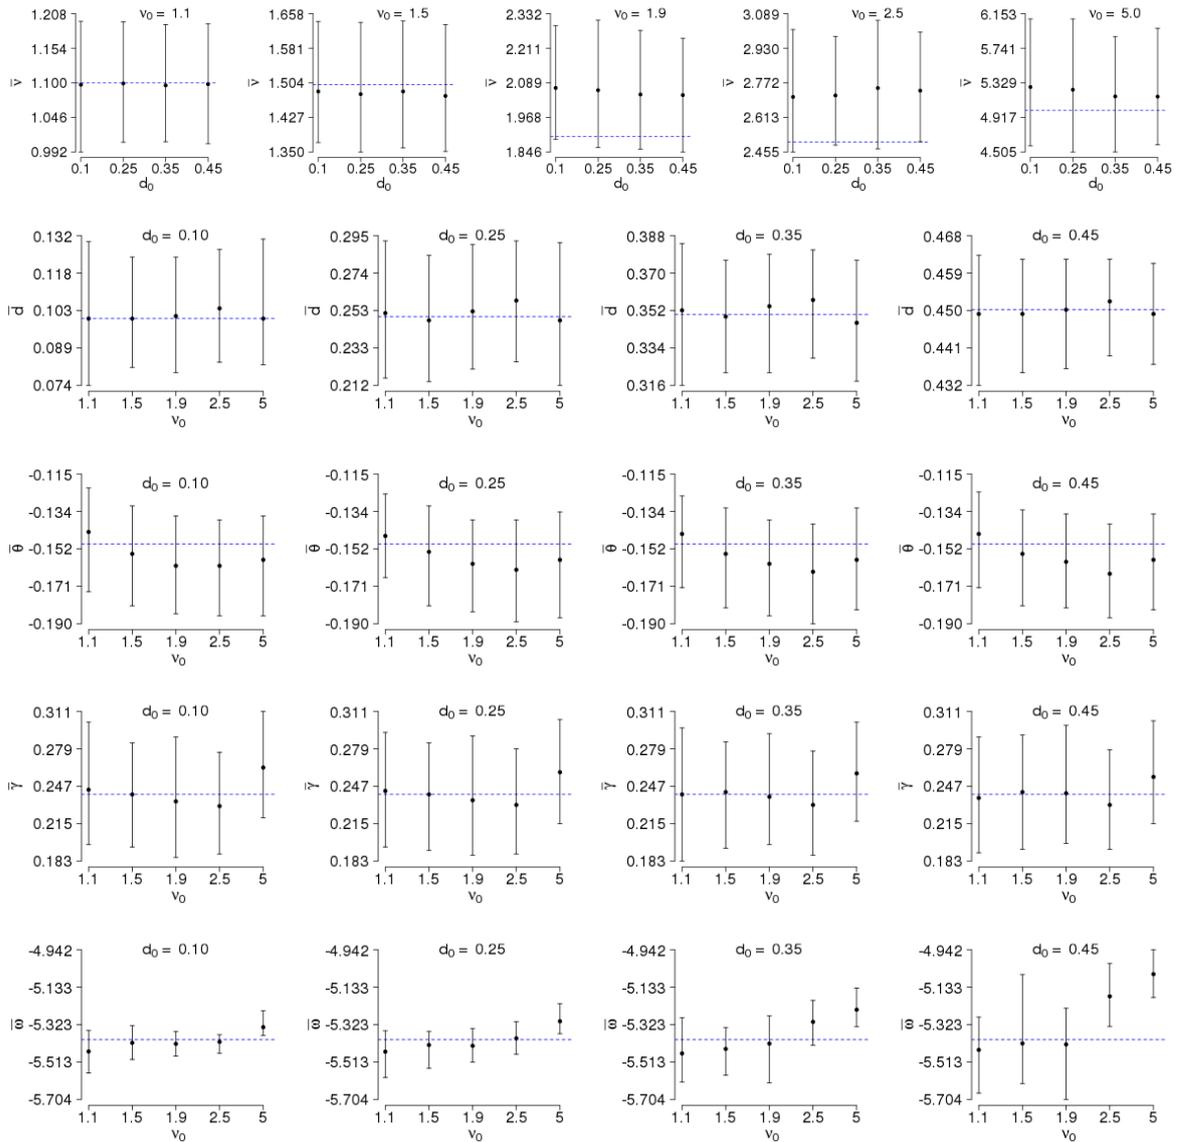 ν₀ = 1.1 ν₀ = 1.5 ν₀ = 1.9 ν₀ = 2.5 ν₀ = 5.0
1.208 1.658 2.332 3.089 6.153
1.154 1.581 2.211 2.930 5.741
1.100 1.504 2.089 2.772 5.329
1.046 1.427 1.968 2.613 4.917
0.992 1.350 1.846 2.455 4.505
ν̅ ν̅ ν̅ ν̅ ν̅
0.1 0.25 0.35 0.45 0.1 0.25 0.35 0.45 0.1 0.25 0.35 0.45 0.1 0.25 0.35 0.45 0.1 0.25 0.35 0.45
d₀ d₀ d₀ d₀ d₀
d₀ = 0.10 d₀ = 0.25 d₀ = 0.35 d₀ = 0.45
0.132 0.295 0.388 0.468
0.118 0.274 0.370 0.459
0.103 0.253 0.352 0.450
0.089 0.233 0.334 0.441
0.074 0.212 0.316 0.432
d̅ d̅ d̅ d̅
1.1 1.5 1.9 2.5 5 1.1 1.5 1.9 2.5 5 1.1 1.5 1.9 2.5 5 1.1 1.5 1.9 2.5 5
ν₀ ν₀ ν₀ ν₀
d₀ = 0.10 d₀ = 0.25 d₀ = 0.35 d₀ = 0.45
-0.115 -0.115 -0.115 -0.115
-0.134 -0.134 -0.134 -0.134
-0.152 -0.152 -0.152 -0.152
-0.171 -0.171 -0.171 -0.171
-0.190 -0.190 -0.190 -0.190
θ̅ θ̅ θ̅ θ̅
1.1 1.5 1.9 2.5 5 1.1 1.5 1.9 2.5 5 1.1 1.5 1.9 2.5 5 1.1 1.5 1.9 2.5 5
ν₀ ν₀ ν₀ ν₀
d₀ = 0.10 d₀ = 0.25 d₀ = 0.35 d₀ = 0.45
0.311 0.311 0.311 0.311
0.279 0.279 0.279 0.279
0.247 0.247 0.247 0.247
0.215 0.215 0.215 0.215
0.183 0.183 0.183 0.183
γ̅ γ̅ γ̅ γ̅
1.1 1.5 1.9 2.5 5 1.1 1.5 1.9 2.5 5 1.1 1.5 1.9 2.5 5 1.1 1.5 1.9 2.5 5
ν₀ ν₀ ν₀ ν₀
d₀ = 0.10 d₀ = 0.25 d₀ = 0.35 d₀ = 0.45
-4.942 -4.942 -4.942 -4.942
-5.133 -5.133 -5.133 -5.133
-5.323 -5.323 -5.323 -5.323
-5.513 -5.513 -5.513 -5.513
-5.704 -5.704 -5.704 -5.704
ω̅ ω̅ ω̅ ω̅
1.1 1.5 1.9 2.5 5 1.1 1.5 1.9 2.5 5 1.1 1.5 1.9 2.5 5 1.1 1.5 1.9 2.5 5
ν₀ ν₀ ν₀ ν₀